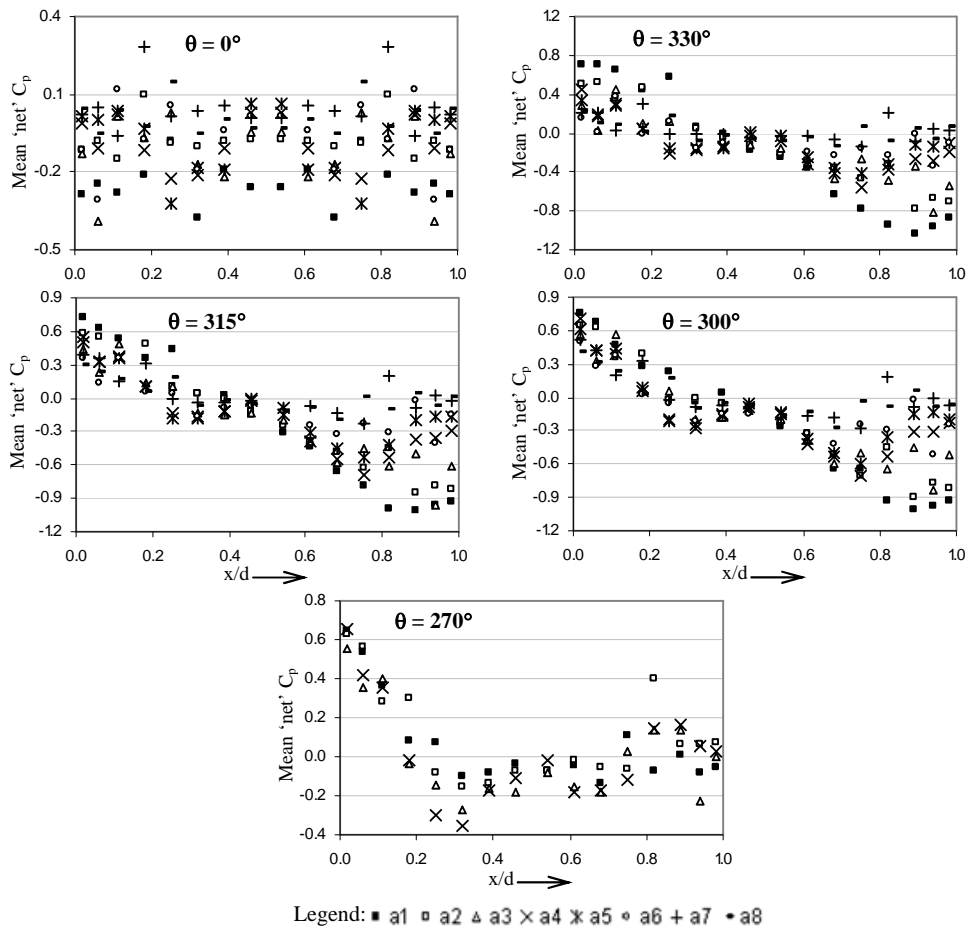 θ = 0°
Mean ‘net’ Cp
0.4
0.1
-0.2
-0.5
0.0 0.2 0.4 0.6 0.8 1.0
θ = 330°
Mean ‘net’ Cp
1.2
0.8
0.4
0.0
-0.4
-0.8
-1.2
0.0 0.2 0.4 0.6 0.8 1.0
θ = 315°
Mean ‘net’ Cp
0.9
0.6
0.3
0.0
-0.3
-0.6
-0.9
-1.2
0.0 0.2 0.4 0.6 0.8 1.0
x/d
θ = 300°
Mean ‘net’ Cp
0.9
0.6
0.3
0.0
-0.3
-0.6
-0.9
-1.2
0.0 0.2 0.4 0.6 0.8 1.0
x/d
θ = 270°
Mean ‘net’ Cp
0.8
0.6
0.4
0.2
0.0
-0.2
-0.4
0.0 0.2 0.4 0.6 0.8 1.0
x/d
Legend: a1 a2 a3 a4 a5 a6 a7 a8